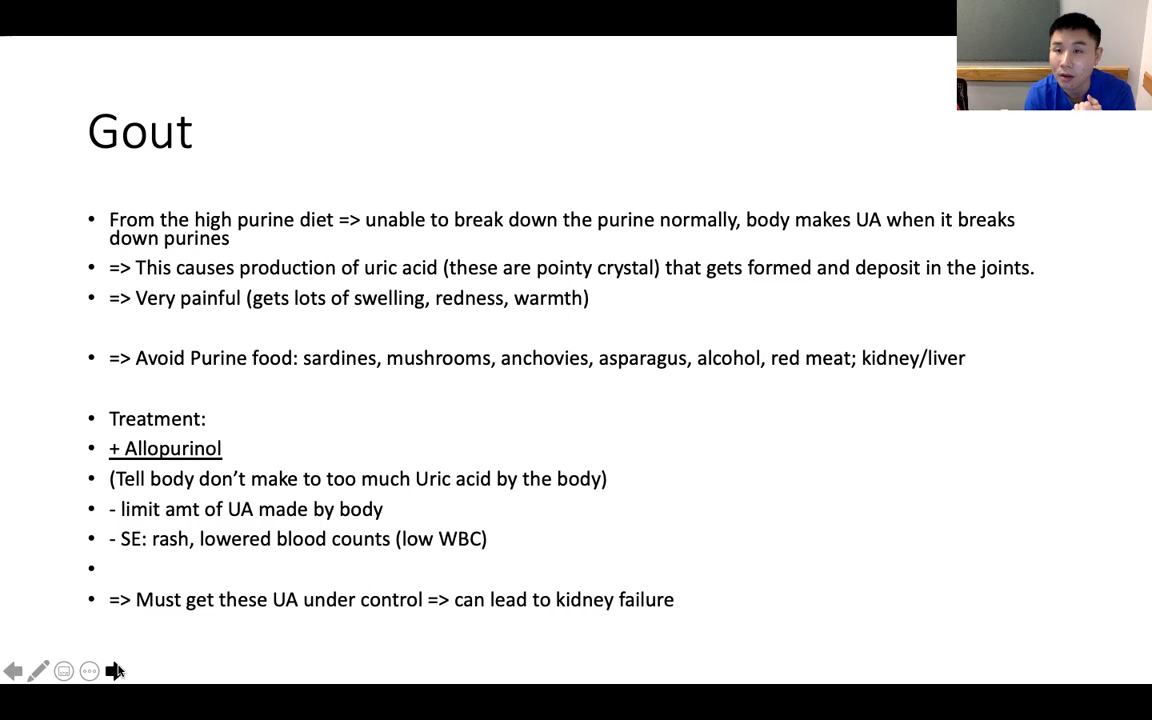 Gout
• From the high purine diet => unable to break down the purine normally, body makes UA when it breaks
down purines
• => This causes production of uric acid (these are pointy crystal) that gets formed and deposit in the joints.
• => Very painful (gets lots of swelling, redness, warmth)
• => Avoid Purine food: sardines, mushrooms, anchovies, asparagus, alcohol, red meat; kidney/liver
• Treatment:
• + Allopurinol
• (Tell body don’t make to too much Uric acid by the body)
• - limit amt of UA made by body
• - SE: rash, lowered blood counts (low WBC)
•
• => Must get these UA under control => can lead to kidney failure